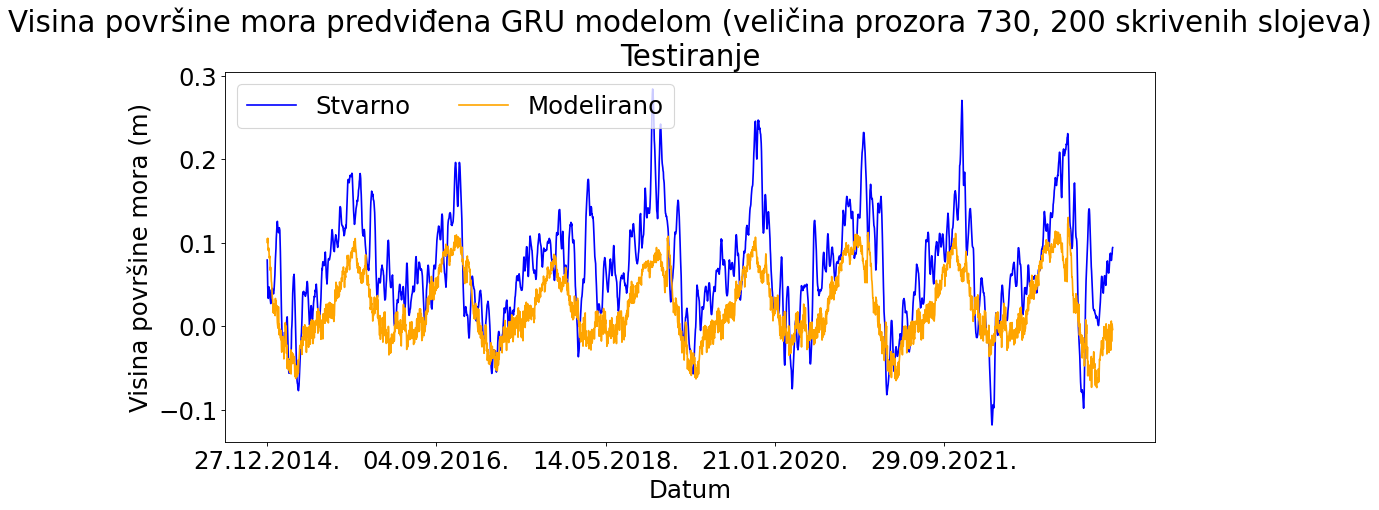 Visina površine mora predviđena GRU modelom (veličina prozora 730, 200 skrivenih slojeva)
Testiranje
Stvarno Modelirano
Visina površine mora (m)
0.3
0.2
0.1
0.0
−0.1
27.12.2014. 04.09.2016. 14.05.2018. 21.01.2020. 29.09.2021.
Datum